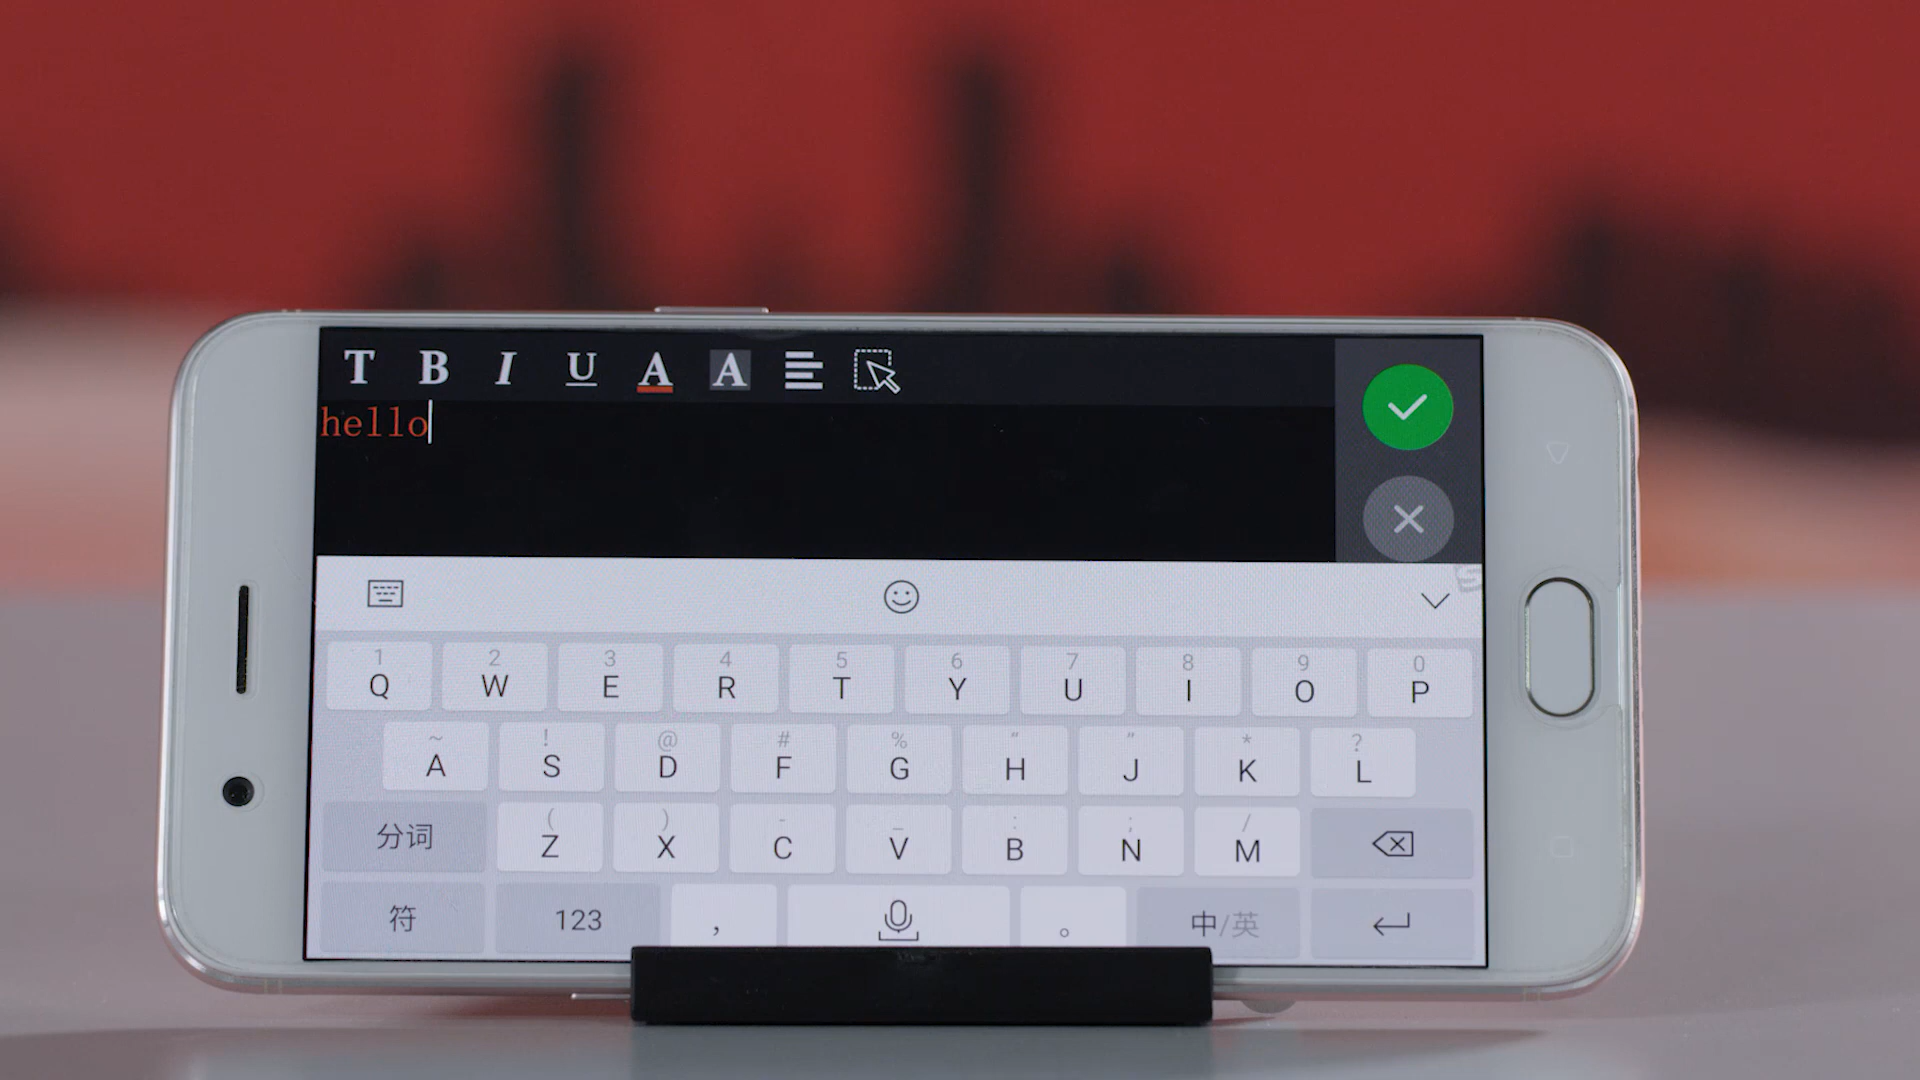 T B I U A A
hello
1 2 3 4 5 6 7 8 9 0
Q W E R T Y U I O P
~ ! @ # % “ ” * ?
A S D F G H J K L
( ) - _ : ; /
分词 Z X C V B N M
符 123 , 。 中/英